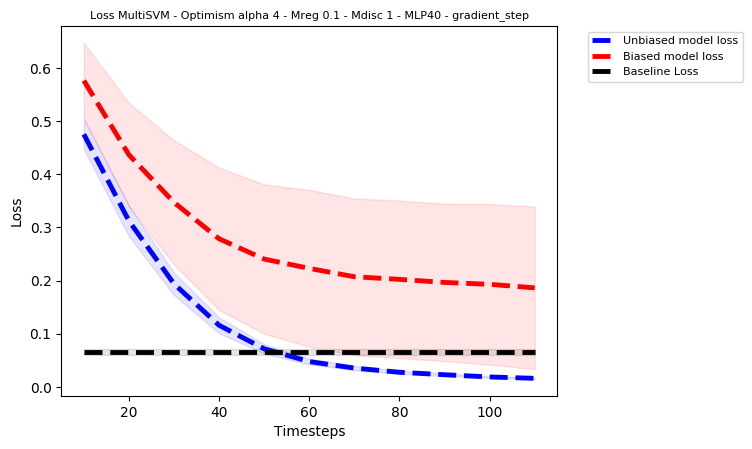 Loss MultiSVM - Optimism alpha 4 - Mreg 0.1 - Mdisc 1 - MLP40 - gradient_step
Unbiased model loss
Biased model loss
Baseline Loss
Loss
0.6
0.5
0.4
0.3
0.2
0.1
0.0
20 40 60 80 100
Timesteps